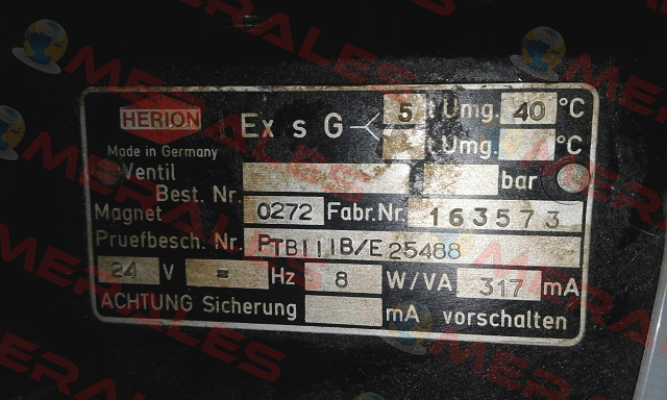 HERION
Ex s G
5 t Umg. 40 °C
t Umg. °C
Made in Germany
Ventil bar
Best. Nr.
Magnet 0272 Fabr.Nr. 163573
Pruefbesch. Nr. PTB III B/E 25488
24 V = Hz 8 W/VA 317 mA
ACHTUNG Sicherung mA vorschalten
OMERALES